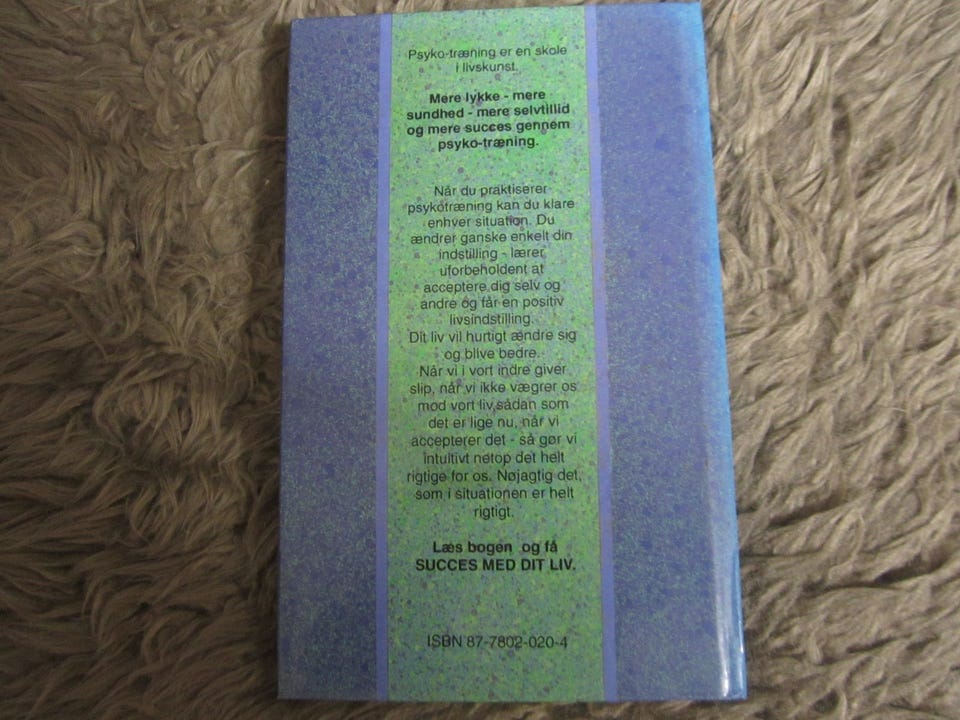 Psyko-træning er en skole
i livskunst.
Mere lykke - mere
sundhed - mere selvtillid
og mere succes gennem
psyko-træning.
Når du praktiserer
psykotræning kan du klare
enhver situation. Du
ændrer ganske enkelt din
indstilling - lærer
uforbeholdent at
acceptere dig selv og
andre og får en positiv
livsindstilling.
Dit liv vil hurtigt ændre sig
og blive bedre.
Når vi i vort indre giver
slip, når vi ikke vægrer os
mod vort liv,sådan som
det er lige nu, når vi
accepterer det - så gør vi
intuitivt netop det helt
rigtige for os. Nøjagtig det,
som i situationen er helt
rigtigt.
Læs bogen og få
SUCCES MED DIT LIV.
ISBN 87-7802-020-4